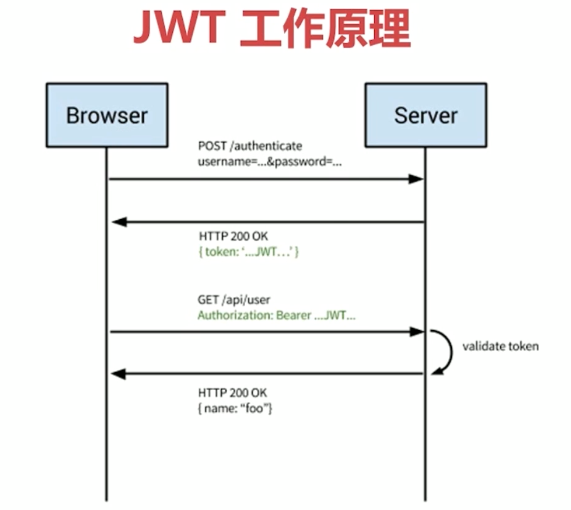 JWT 工作原理
Browser
Server
POST /authenticate
username=...&password=...
HTTP 200 OK
{ token: ‘...JWT...’ }
GET /api/user
Authorization: Bearer ...JWT...
validate token
HTTP 200 OK
{ name: “foo”}